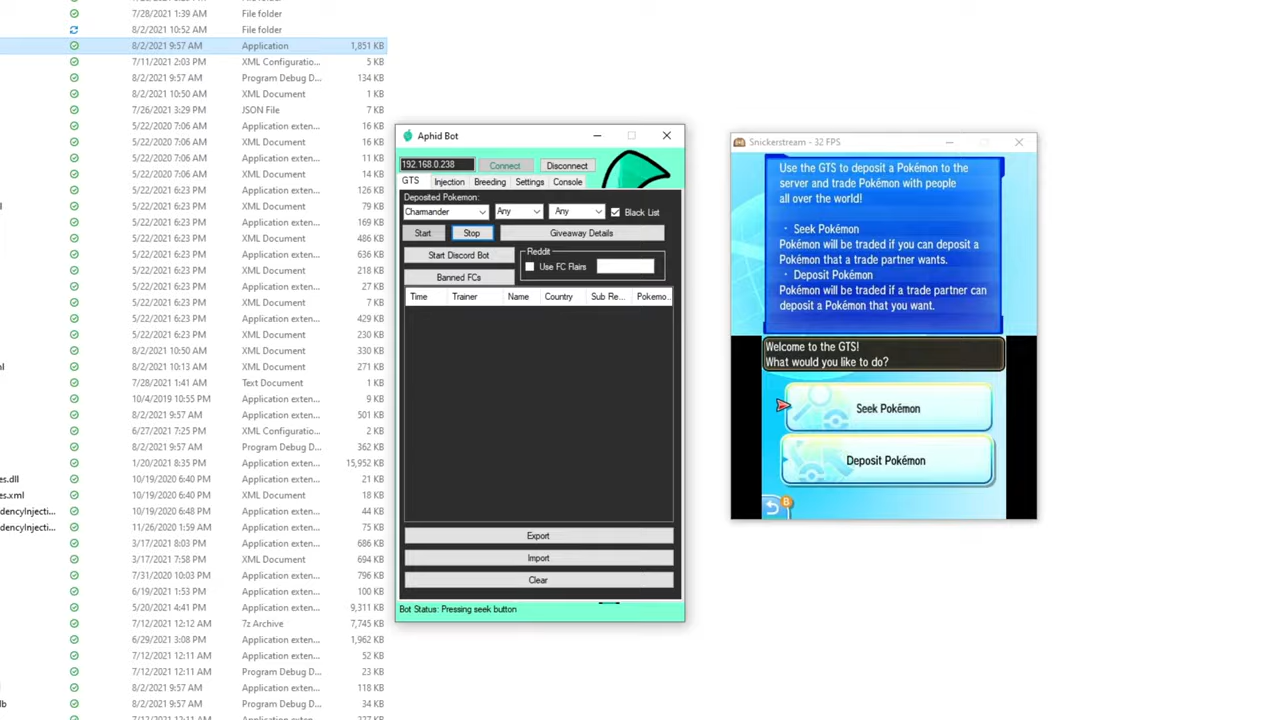 7/28/2021 1:39 AM File folder
8/2/2021 10:52 AM File folder
8/2/2021 9:57 AM Application 1,851 KB
7/11/2021 2:03 PM XML Configuratio... 5 KB
8/2/2021 9:57 AM Program Debug D... 134 KB
8/2/2021 10:50 AM XML Document 1 KB
7/26/2021 3:29 PM JSON File 7 KB
5/22/2020 7:06 AM Application exten... 16 KB
5/22/2020 7:06 AM XML Document 16 KB
5/22/2020 7:06 AM Application exten... 11 KB
5/22/2020 7:06 AM XML Document 14 KB
5/22/2021 6:23 PM Application exten... 126 KB
5/22/2021 6:23 PM XML Document 79 KB
5/22/2021 6:23 PM Application exten... 169 KB
5/22/2021 6:23 PM XML Document 486 KB
5/22/2021 6:23 PM Application exten... 636 KB
5/22/2021 6:23 PM XML Document 218 KB
5/22/2021 6:23 PM Application exten... 27 KB
5/22/2021 6:23 PM XML Document 7 KB
5/22/2021 6:23 PM Application exten... 429 KB
5/22/2021 6:23 PM XML Document 230 KB
8/2/2021 10:50 AM XML Document 330 KB
8/2/2021 10:13 AM XML Document 271 KB
7/28/2021 1:41 AM Text Document 1 KB
10/4/2019 10:55 PM Application exten... 9 KB
8/2/2021 9:57 AM Application exten... 501 KB
6/27/2021 7:25 PM XML Configuratio... 2 KB
8/2/2021 9:57 AM Program Debug D... 362 KB
1/20/2021 8:35 PM Application exten... 15,952 KB
es.dll 10/19/2020 6:40 PM Application exten... 21 KB
es.xml 10/19/2020 6:40 PM XML Document 18 KB
dencyInjecti... 10/19/2020 6:48 PM Application exten... 44 KB
dencyInjecti... 11/26/2020 1:59 AM XML Document 75 KB
3/17/2021 8:03 PM Application exten... 686 KB
3/17/2021 7:58 PM XML Document 694 KB
7/31/2020 10:03 PM Application exten... 796 KB
6/19/2021 1:53 PM Application exten... 100 KB
5/20/2021 4:41 PM Application exten... 9,311 KB
7/12/2021 12:12 AM 7z Archive 7,745 KB
6/29/2021 3:08 PM Application exten... 1,962 KB
7/12/2021 12:11 AM Application exten... 52 KB
7/12/2021 12:11 AM Program Debug D... 23 KB
8/2/2021 9:57 AM Application exten... 118 KB
8/2/2021 9:57 AM Program Debug D... 34 KB
Aphid Bot
192.168.0.238 Connect Disconnect
GTS Injection Breeding Settings Console
Deposited Pokemon:
Charmander Any Any Black List
Start Stop Giveaway Details
Start Discord Bot Reddit
Use FC Flairs
Banned FCs
Time Trainer Name Country Sub Re... Pokemo...
Export
Import
Clear
Bot Status: Pressing seek button
Snickerstream - 32 FPS
Use the GTS to deposit a Pokémon to the
server and trade Pokémon with people
all over the world!
・ Seek Pokémon
Pokémon will be traded if you can deposit a
Pokémon that a trade partner wants.
・ Deposit Pokémon
Pokémon will be traded if a trade partner can
deposit a Pokémon that you want.
Welcome to the GTS!
What would you like to do?
Seek Pokémon
Deposit Pokémon
B